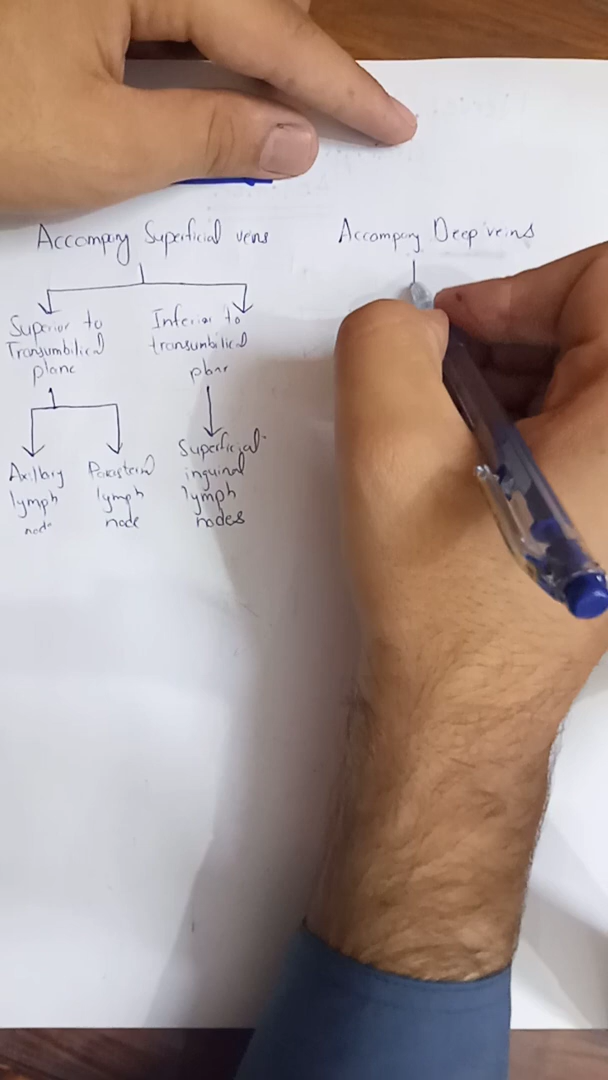 Accompany Superficial veins
Accompany Deep veins
Superior to
Transumbilical
plane
Inferior to
transumbilical
plane
Axillary
lymph
node
Parasternal
lymph
node
Superficial
inguinal
lymph
nodes